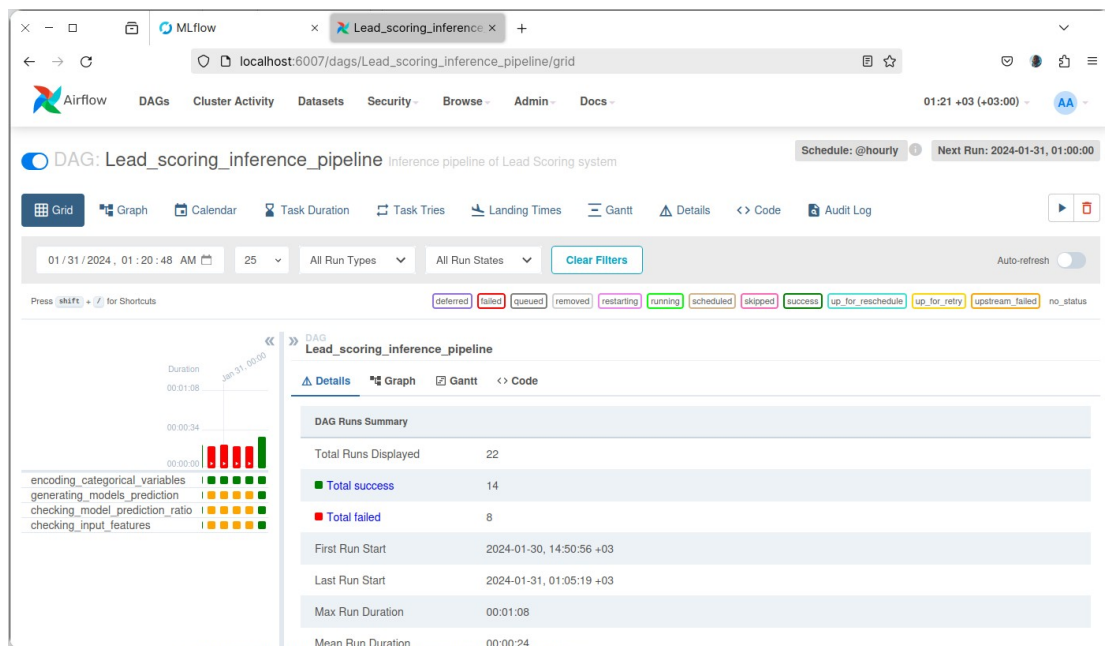 MLflow
Lead_scoring_inference
localhost:6007/dags/Lead_scoring_inference_pipeline/grid
Airflow DAGs Cluster Activity Datasets Security Browse Admin Docs 01:21 +03 (+03:00) AA
DAG: Lead_scoring_inference_pipeline Inference pipeline of Lead Scoring system Schedule: @hourly Next Run: 2024-01-31, 01:00:00
Grid Graph Calendar Task Duration Task Tries Landing Times Gantt Details <> Code Audit Log
01/31/2024, 01:20:48 AM 25 All Run Types All Run States Clear Filters Auto-refresh
Press shift + / for Shortcuts deferred failed queued removed restarting running scheduled skipped success up_for_reschedule up_for_retry upstream_failed no_status
Duration
Jan 31, 00:00
00:01:08
00:00:34
00:00:00
encoding_categorical_variables
generating_models_prediction
checking_model_prediction_ratio
checking_input_features
DAG
Lead_scoring_inference_pipeline
Details Graph Gantt <> Code
DAG Runs Summary
Total Runs Displayed 22
Total success 14
Total failed 8
First Run Start 2024-01-30, 14:50:56 +03
Last Run Start 2024-01-31, 01:05:19 +03
Max Run Duration 00:01:08
Mean Run Duration 00:00:24